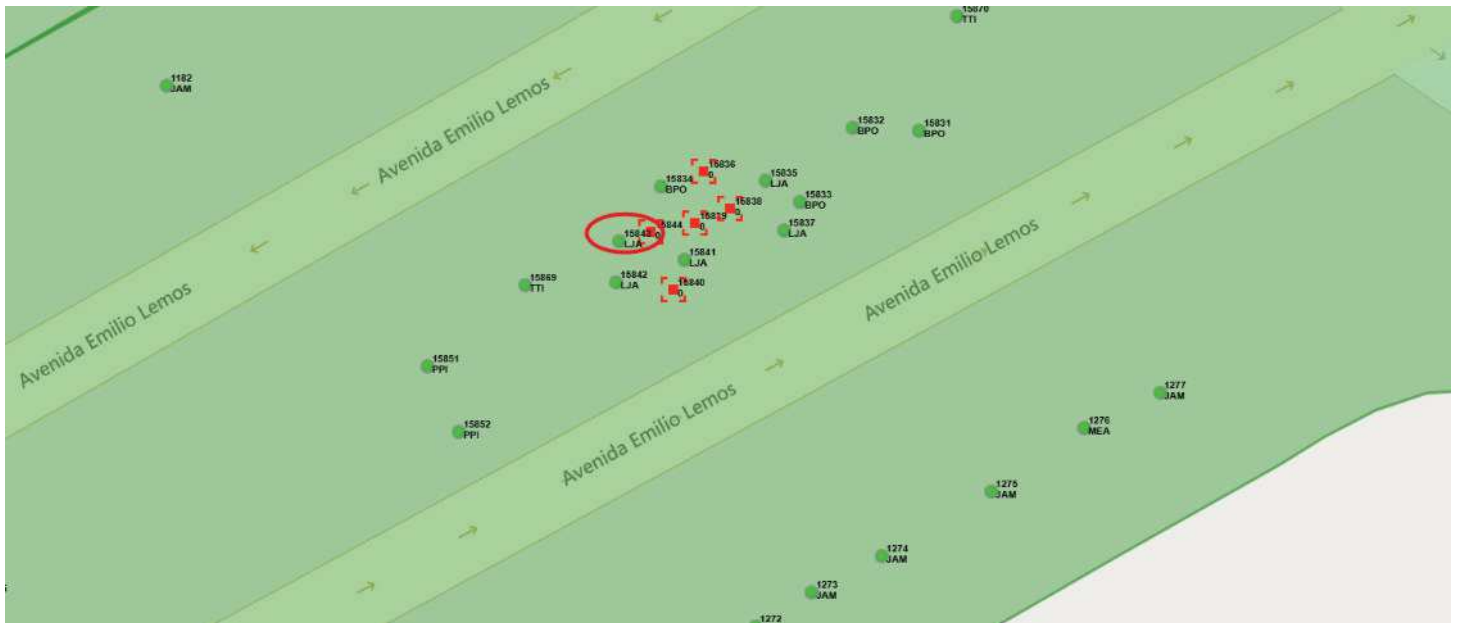 15870
TTI
1182
JAM
Avenida Emilio Lemos
15832
BPO
15831
BPO
15836
0
15834
BPO
15835
LJA
15838
0
15833
BPO
15839
0
15844
0
15837
LJA
15843
LJA
15841
LJA
15842
LJA
15840
0
15869
TTI
Avenida Emilio Lemos
Avenida Emilio Lemos
15851
PPI
15852
PPI
Avenida Emilio Lemos
1277
JAM
1276
MEA
1275
JAM
1274
JAM
1273
JAM
1272